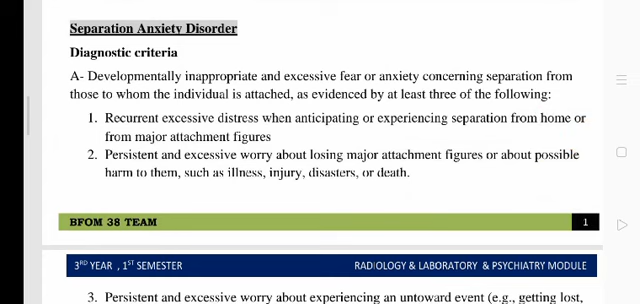 Separation Anxiety Disorder
Diagnostic criteria
A- Developmentally inappropriate and excessive fear or anxiety concerning separation from
those to whom the individual is attached, as evidenced by at least three of the following:
1. Recurrent excessive distress when anticipating or experiencing separation from home or
from major attachment figures
2. Persistent and excessive worry about losing major attachment figures or about possible
harm to them, such as illness, injury, disasters, or death.
BFOM 38 TEAM 1
3RD YEAR , 1ST SEMESTER RADIOLOGY & LABORATORY & PSYCHIATRY MODULE
3. Persistent and excessive worry about experiencing an untoward event (e.g., getting lost,